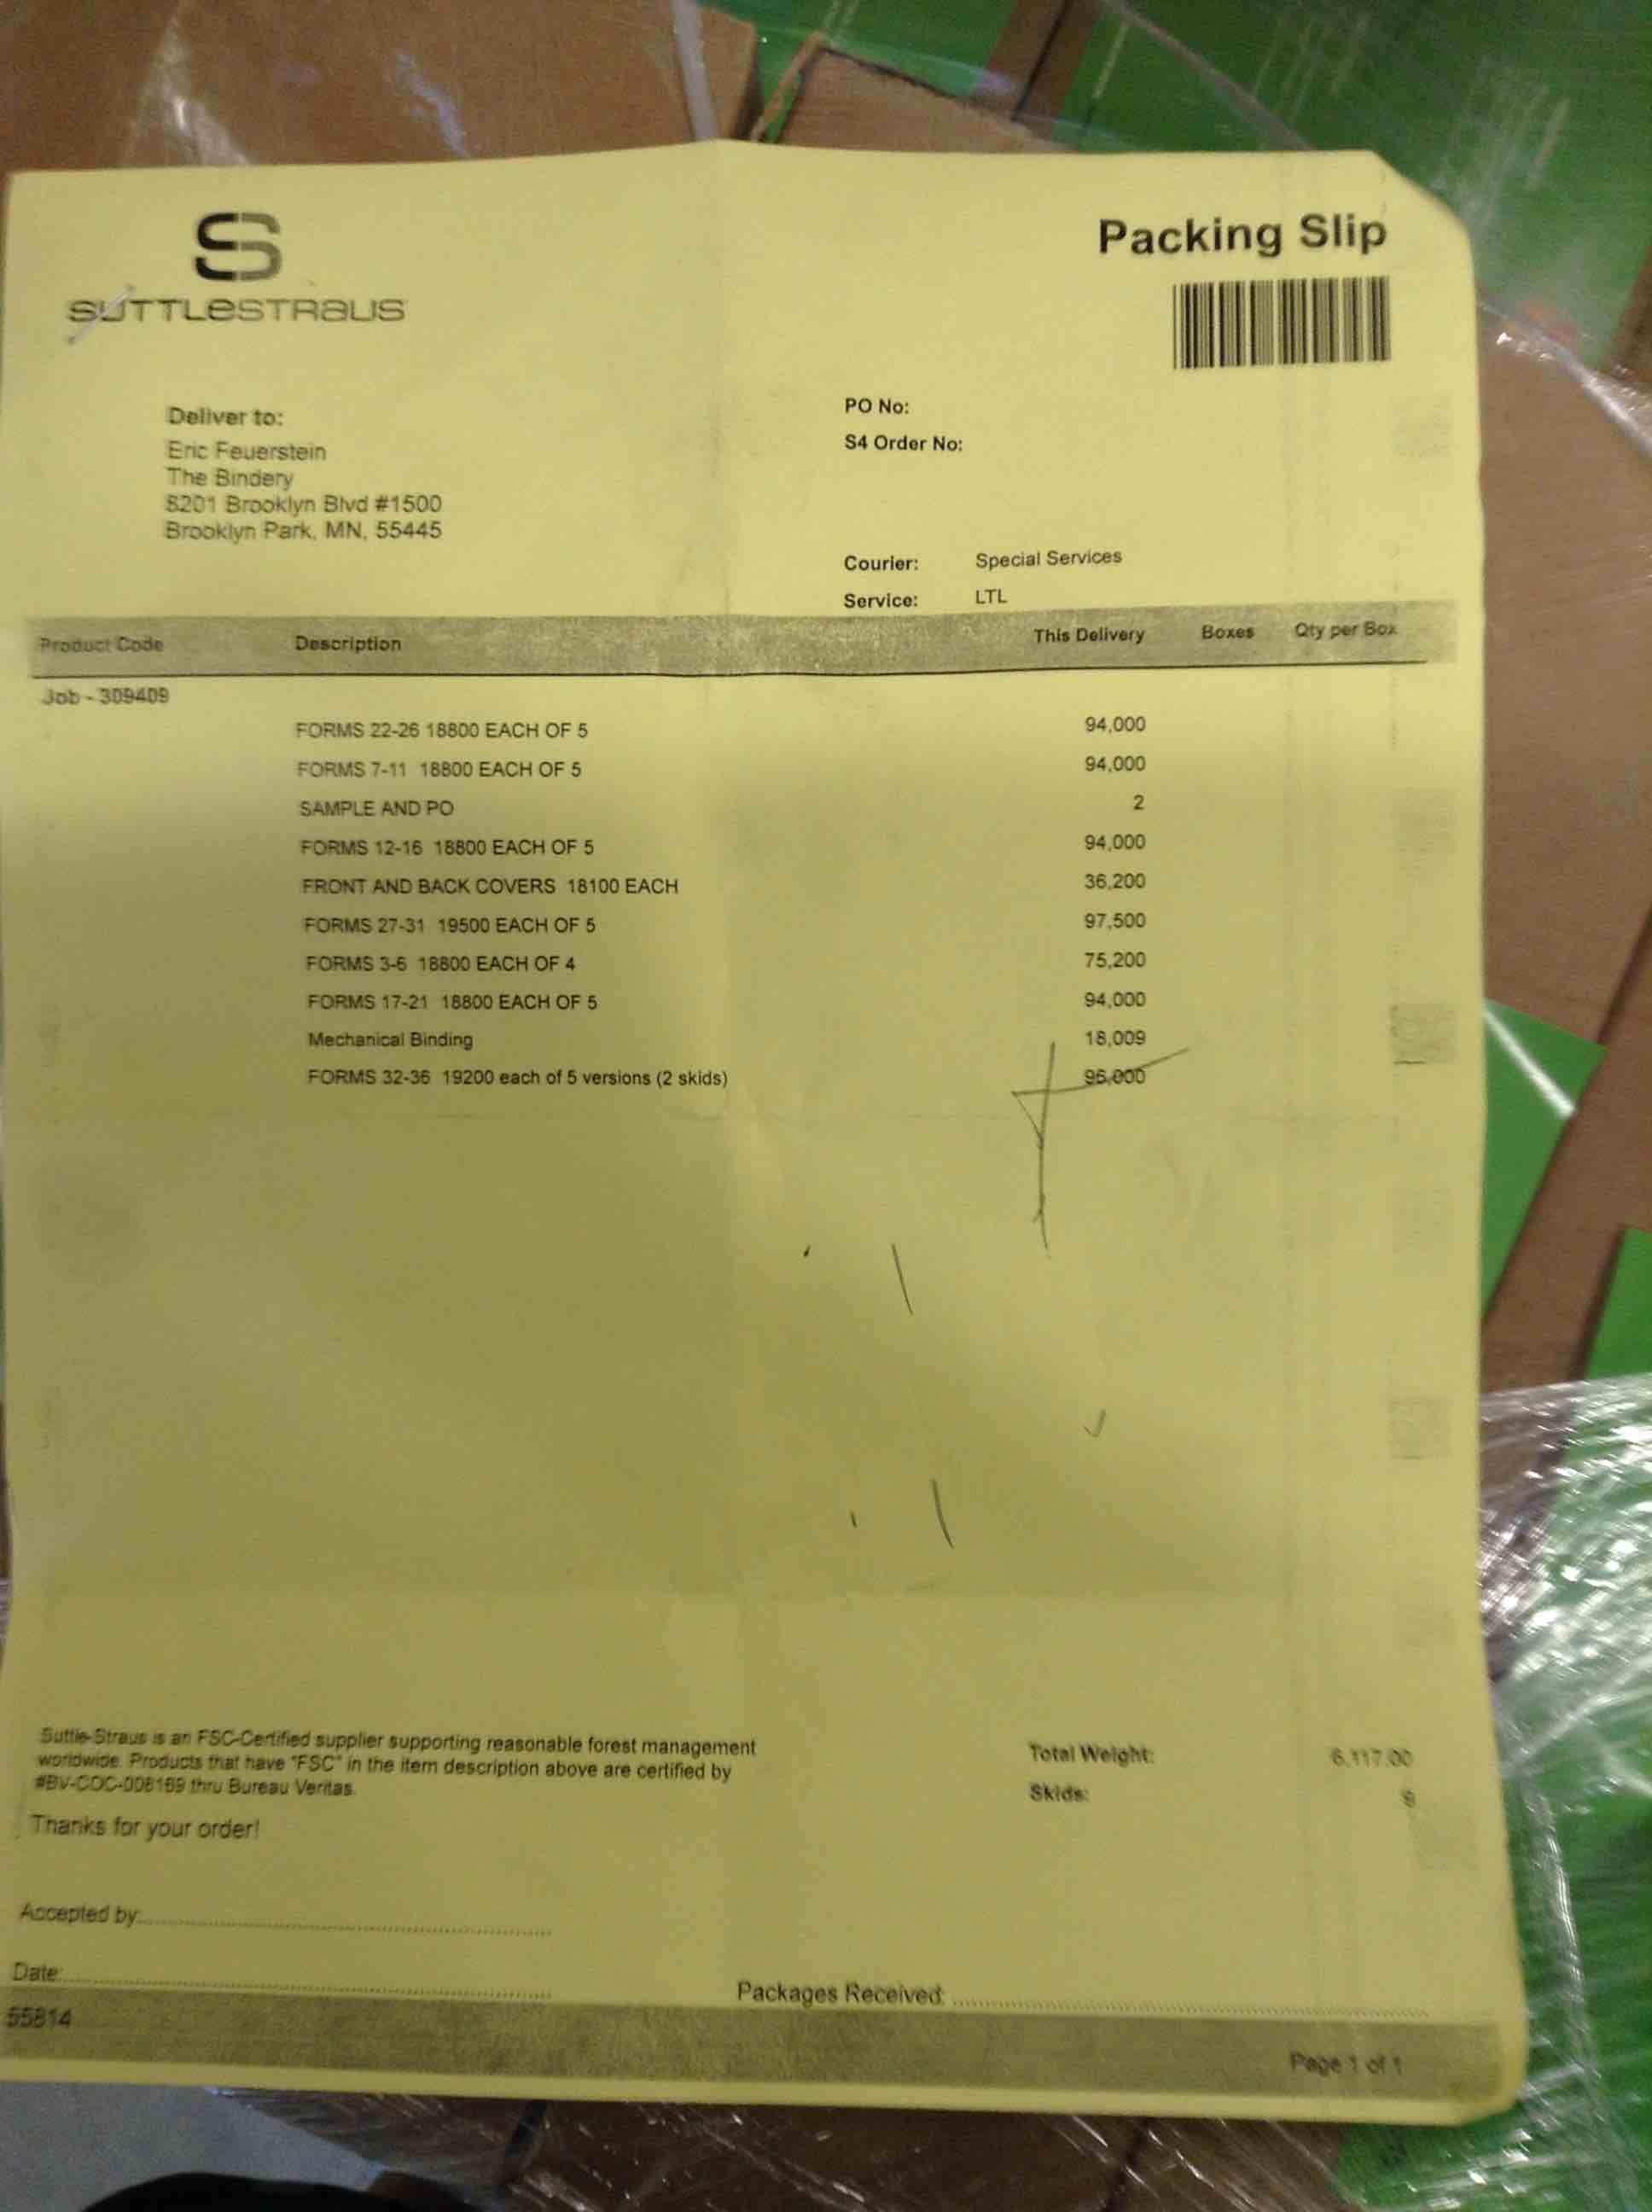 Packing Slip
SUTTLESTRAUS
Deliver to:
Eric Feuerstein
The Bindery
8201 Brooklyn Blvd #1500
Brooklyn Park, MN, 55445
PO No:
S4 Order No:
Courier: Special Services
Service: LTL
Product Code Description This Delivery Boxes Qty per Box
Job - 309409
FORMS 22-26 18800 EACH OF 5 94,000
FORMS 7-11 18800 EACH OF 5 94,000
SAMPLE AND PO 2
FORMS 12-16 18800 EACH OF 5 94,000
FRONT AND BACK COVERS 18100 EACH 36,200
FORMS 27-31 19500 EACH OF 5 97,500
FORMS 3-6 18800 EACH OF 4 75,200
FORMS 17-21 18800 EACH OF 5 94,000
Mechanical Binding 18,009
FORMS 32-36 19200 each of 5 versions (2 skids) 96,000
Suttle-Straus is an FSC-Certified supplier supporting reasonable forest management
worldwide. Products that have "FSC" in the item description above are certified by
#BV-COC-008169 thru Bureau Veritas.
Thanks for your order!
Total Weight: 6,117.00
Skids:
Accepted by:
Date:
Packages Received:
55814
Page 1 of 1